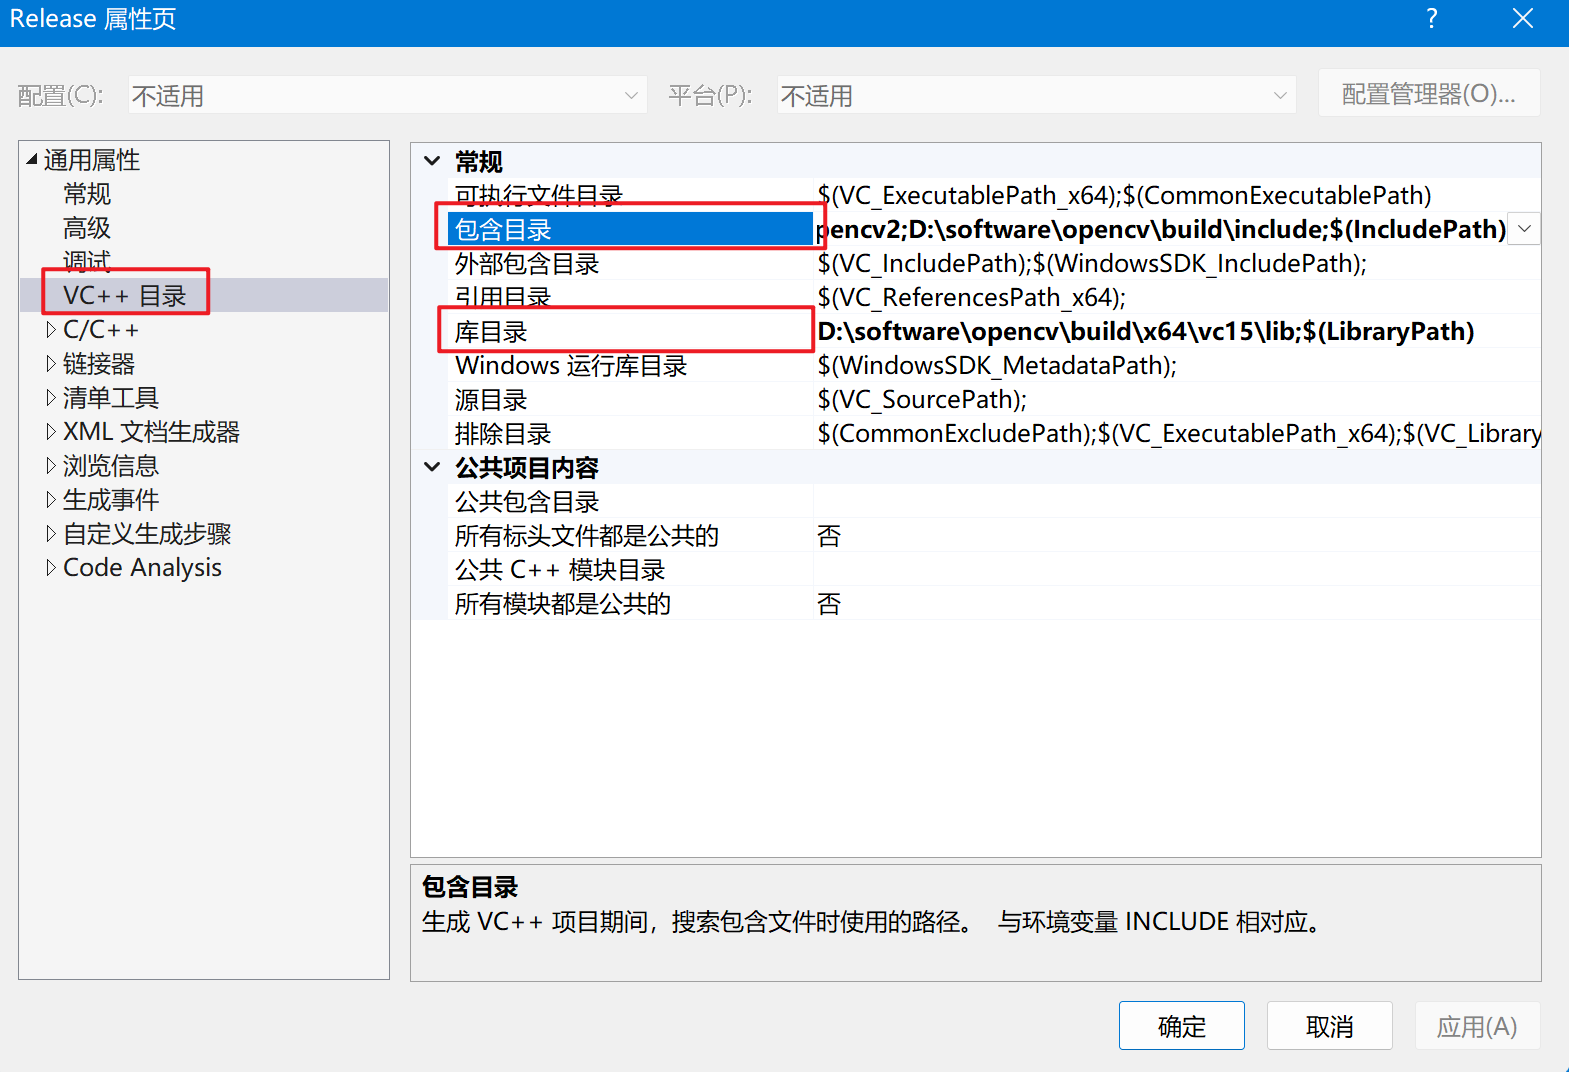 Release 属性页
?
配置(C):
不适用
平台(P):
不适用
配置管理器(O)...
通用属性
常规
高级
调试
VC++ 目录
C/C++
链接器
清单工具
XML 文档生成器
浏览信息
生成事件
自定义生成步骤
Code Analysis
常规
可执行文件目录 $(VC_ExecutablePath_x64);$(CommonExecutablePath)
包含目录 pencv2;D:\software\opencv\build\include;$(IncludePath)
外部包含目录 $(VC_IncludePath);$(WindowsSDK_IncludePath);
引用目录 $(VC_ReferencesPath_x64);
库目录 D:\software\opencv\build\x64\vc15\lib;$(LibraryPath)
Windows 运行库目录 $(WindowsSDK_MetadataPath);
源目录 $(VC_SourcePath);
排除目录 $(CommonExcludePath);$(VC_ExecutablePath_x64);$(VC_Library
公共项目内容
公共包含目录
所有标头文件都是公共的 否
公共 C++ 模块目录
所有模块都是公共的 否
包含目录
生成 VC++ 项目期间，搜索包含文件时使用的路径。 与环境变量 INCLUDE 相对应。
确定
取消
应用(A)